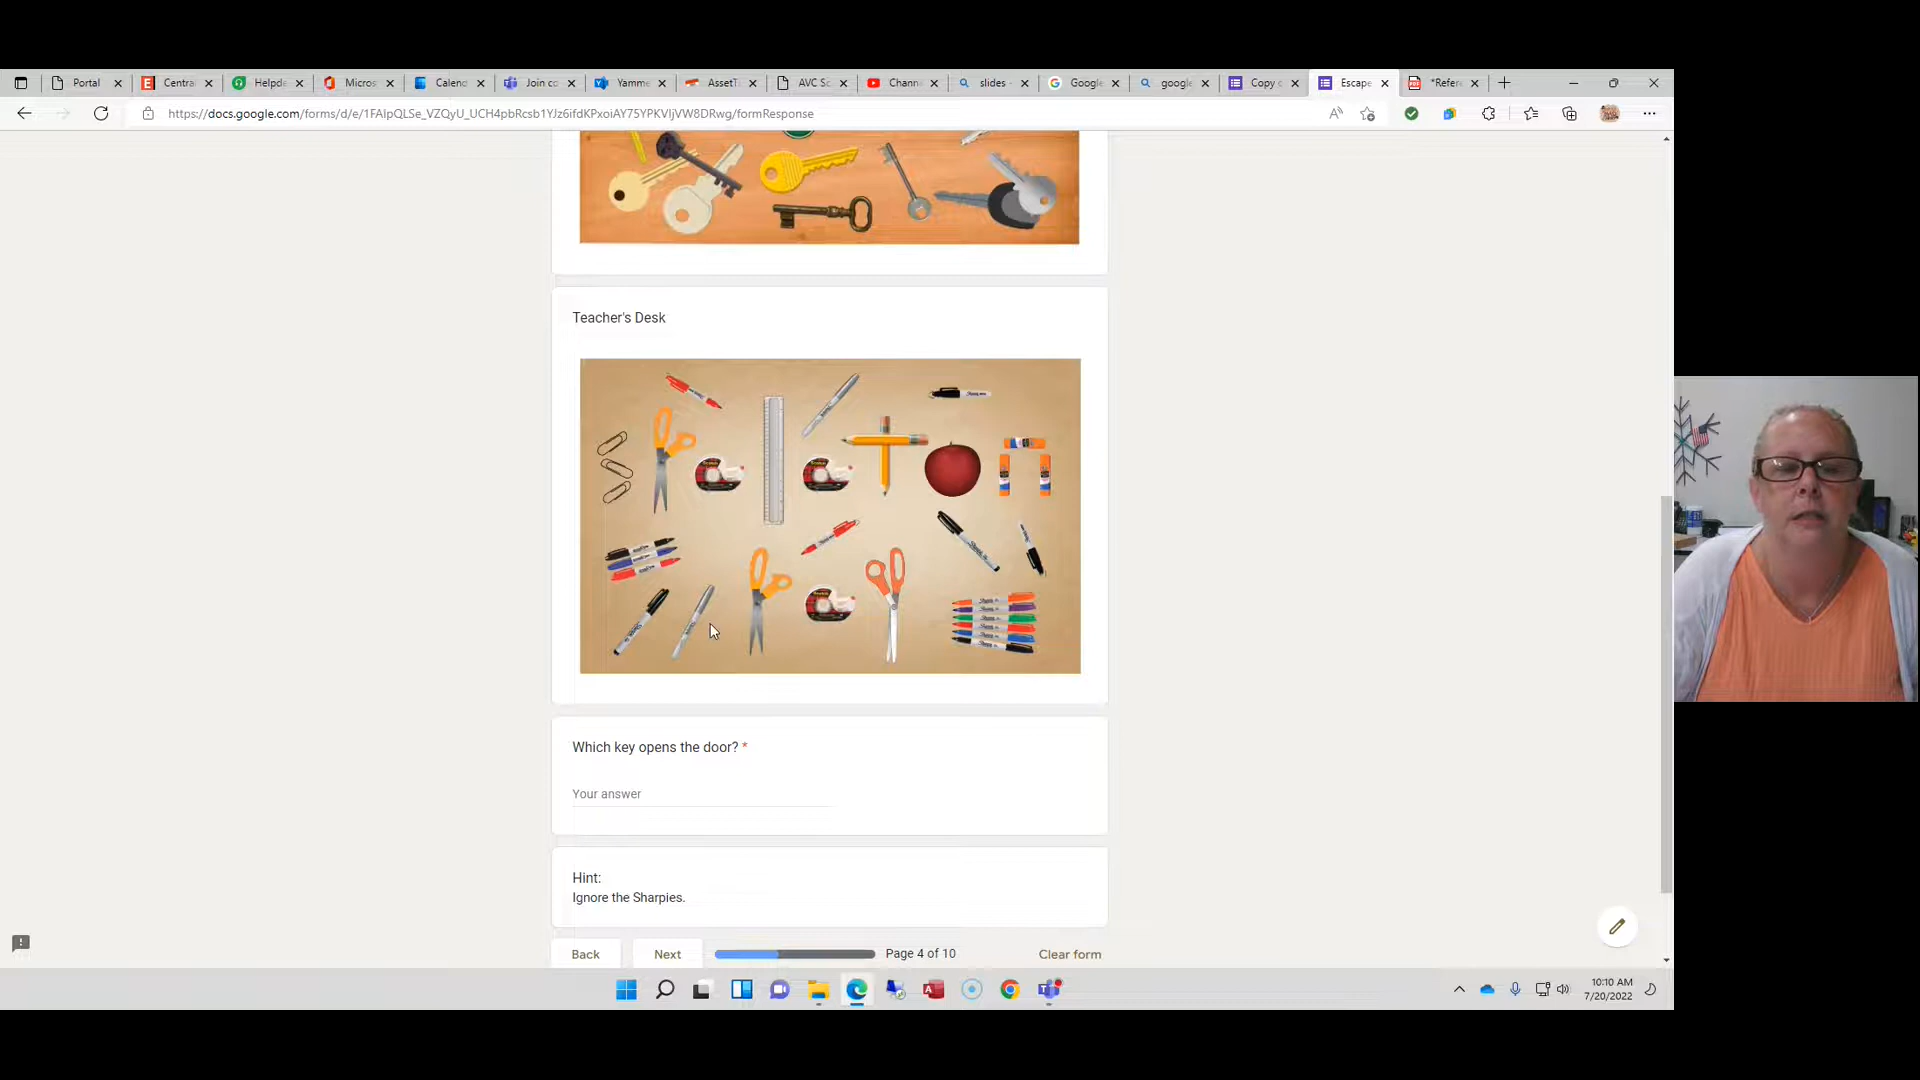 Portal
Centra
Helpde
Micros
Calend
Join co
Yamme
AssetT
AVC Sc
Chann
slides -
Google
google
Copy o
Escape
*Refere
https://docs.google.com/forms/d/e/1FAIpQLSe_VZQyU_UCH4pbRcsb1YJz6ifdKPxoiAY75YPKVIjVW8DRwg/formResponse
Teacher's Desk
Which key opens the door? *
Your answer
Hint:
Ignore the Sharpies.
Back
Next
Page 4 of 10
Clear form
10:10 AM
7/20/2022